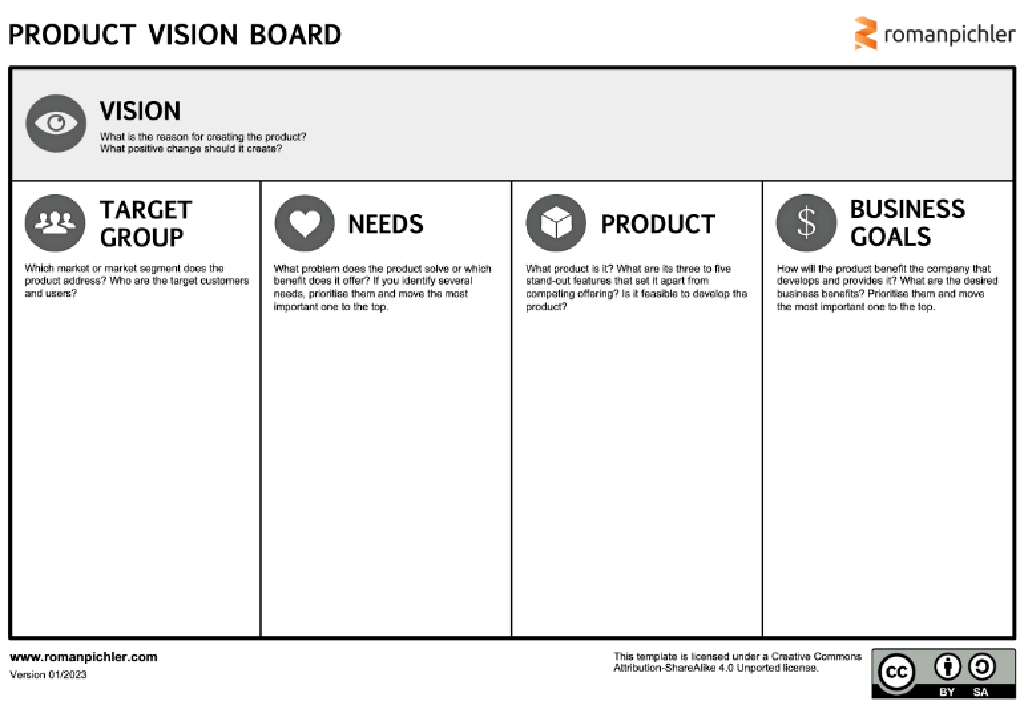 PRODUCT VISION BOARD
romanpichler
VISION
What is the reason for creating the product?
What positive change should it create?
TARGET
GROUP
Which market or market segment does the
product address? Who are the target customers
and users?
NEEDS
What problem does the product solve or which
benefit does it offer? If you identify several
needs, prioritise them and move the most
important one to the top.
PRODUCT
What product is it? What are its three to five
stand-out features that set it apart from
competing offering? Is it feasible to develop the
product?
$
BUSINESS
GOALS
How will the product benefit the company that
develops and provides it? What are the desired
business benefits? Prioritise them and move
the most important one to the top.
www.romanpichler.com
Version 01/2023
This template is licensed under a Creative Commons
Attribution-ShareAlike 4.0 Unported license.
cc
BY SA